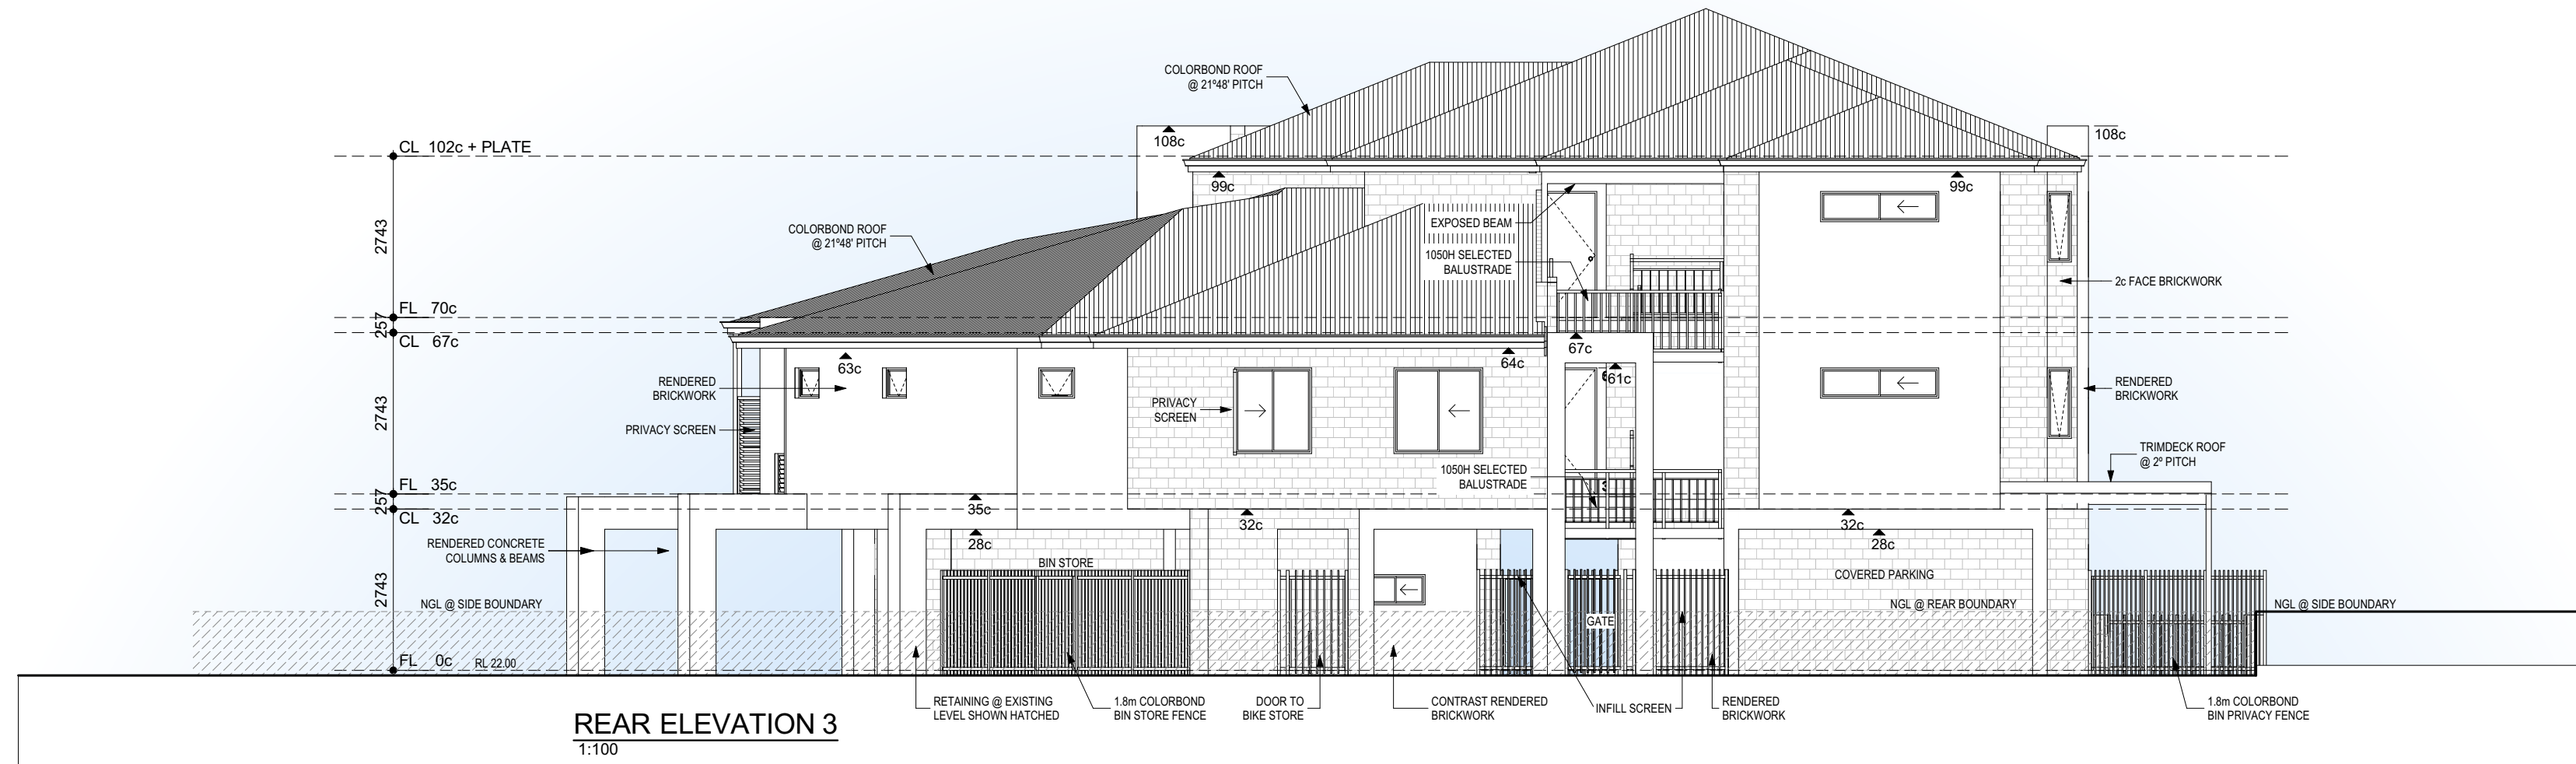 COLORBOND ROOF
@ 21º48' PITCH
108c
108c
CL 102c + PLATE
99c
99c
COLORBOND ROOF
@ 21º48' PITCH
EXPOSED BEAM
2743
1050H SELECTED
BALUSTRADE
2c FACE BRICKWORK
FL 70c
257
CL 67c
67c
64c
63c
61c
RENDERED
BRICKWORK
RENDERED
BRICKWORK
PRIVACY
SCREEN
2743
PRIVACY SCREEN
TRIMDECK ROOF
@ 2º PITCH
1050H SELECTED
BALUSTRADE
FL 35c
257
35c
CL 32c
32c
32c
28c
28c
RENDERED CONCRETE
COLUMNS & BEAMS
BIN STORE
COVERED PARKING
2743
NGL @ SIDE BOUNDARY
NGL @ REAR BOUNDARY
NGL @ SIDE BOUNDARY
GATE
FL 0c RL 22.00
RETAINING @ EXISTING
LEVEL SHOWN HATCHED
1.8m COLORBOND
BIN STORE FENCE
DOOR TO
BIKE STORE
CONTRAST RENDERED
BRICKWORK
INFILL SCREEN
RENDERED
BRICKWORK
1.8m COLORBOND
BIN PRIVACY FENCE
REAR ELEVATION 3
1:100